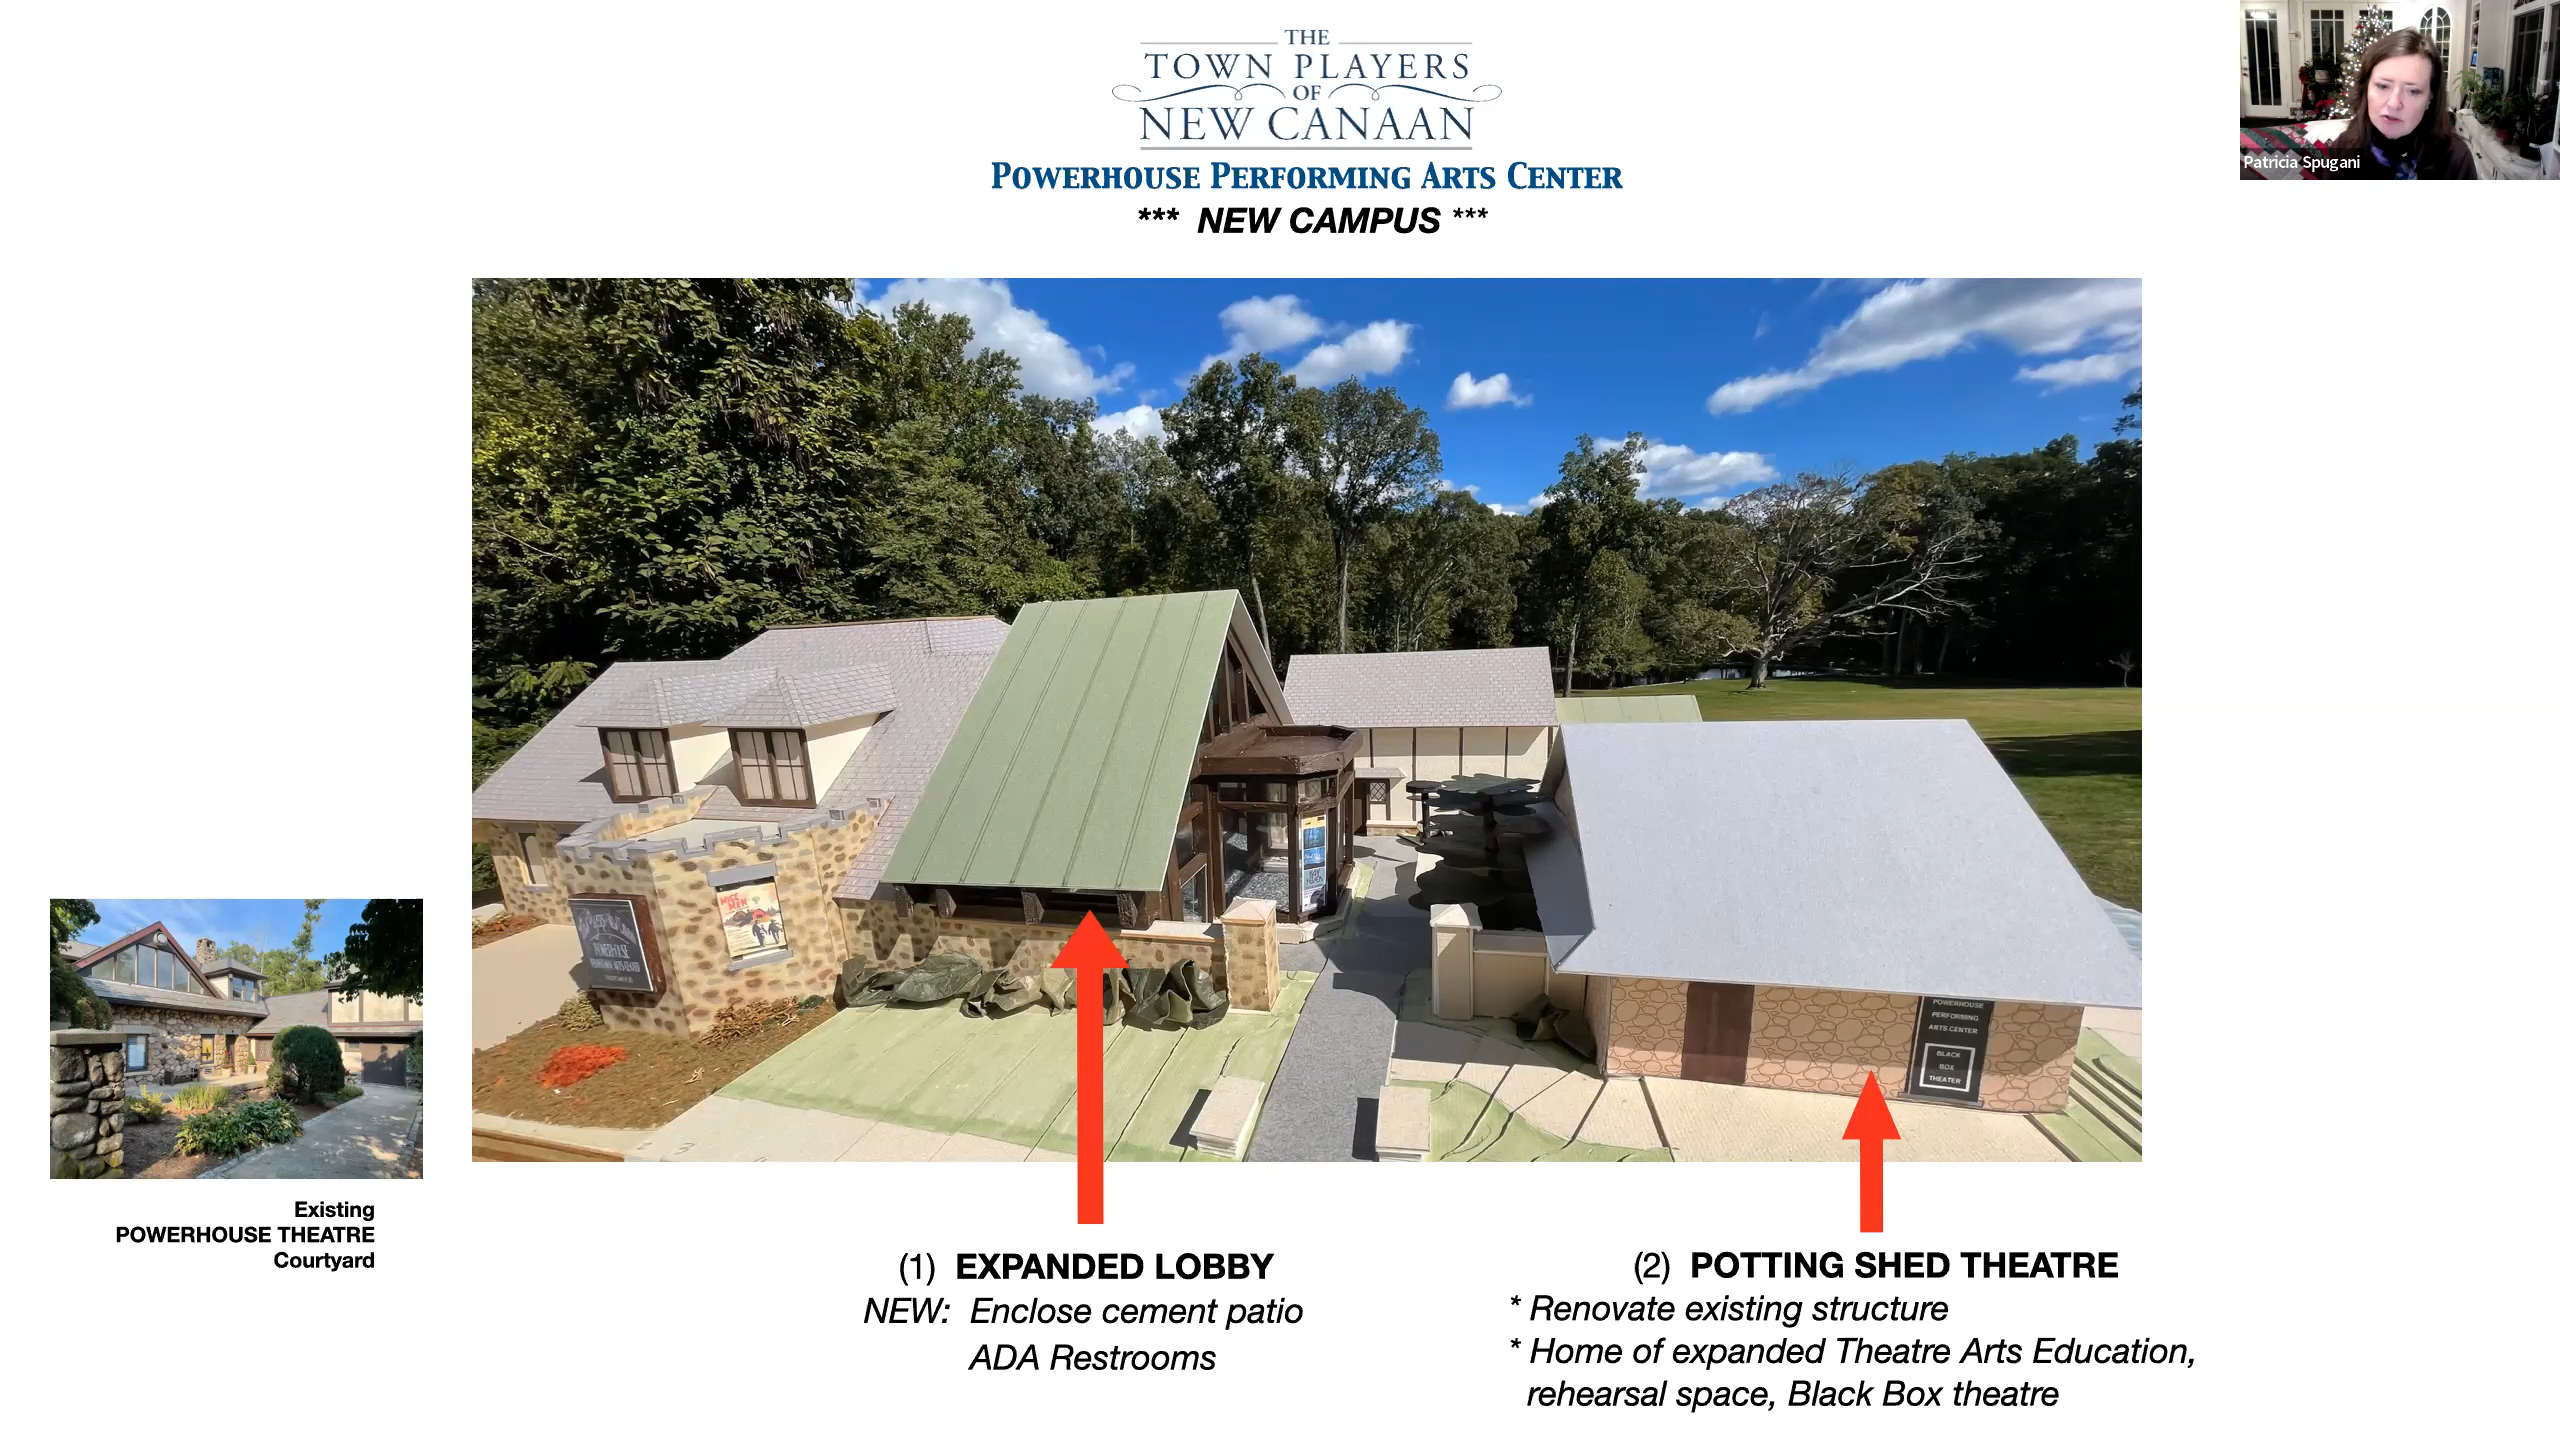 THE
TOWN PLAYERS
OF
NEW CANAAN
POWERHOUSE PERFORMING ARTS CENTER
*** NEW CAMPUS ***
Patricia Spugani
POWERHOUSE
PERFORMING
ARTS CENTER
BLACK
BOX
THEATER
Existing
POWERHOUSE THEATRE
Courtyard
(1) EXPANDED LOBBY
NEW: Enclose cement patio
ADA Restrooms
(2) POTTING SHED THEATRE
* Renovate existing structure
* Home of expanded Theatre Arts Education,
rehearsal space, Black Box theatre